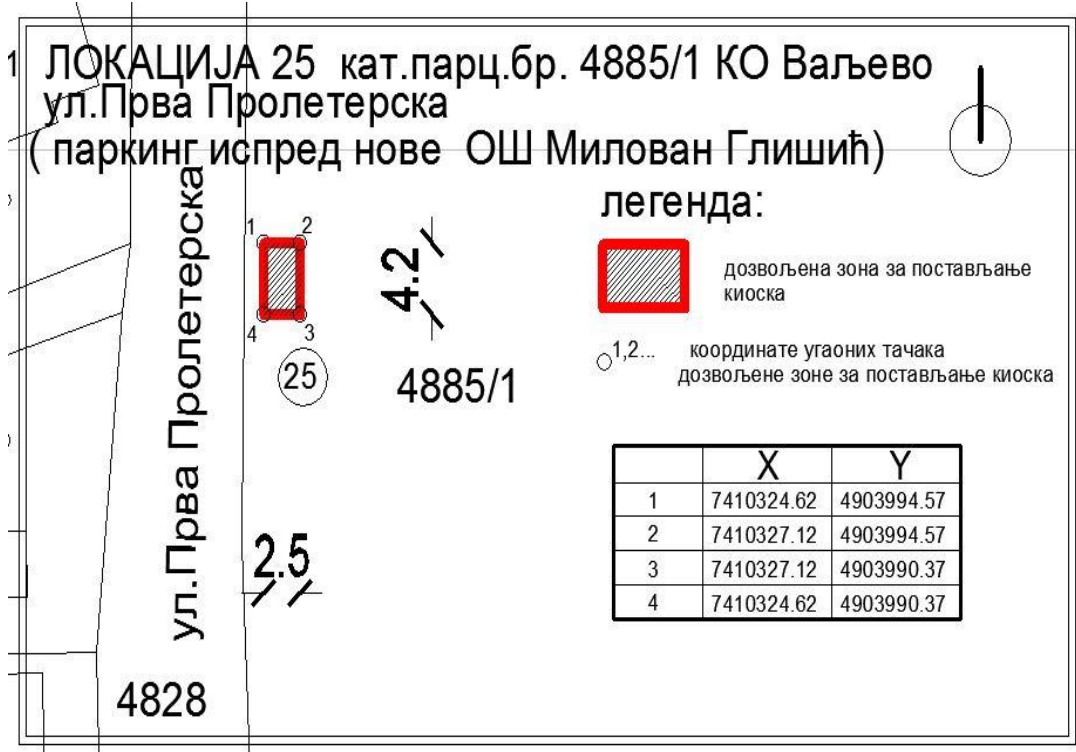 ЛОКАЦИЈА 25 кат.парц.бр. 4885/1 КО Ваљево
ул.Прва Пролетерска
( паркинг испред нове ОШ Милован Глишић)
легенда:
дозвољена зона за постављање
киоска
1,2... координате угаоних тачака
дозвољене зоне за постављање киоска
ул.Прва Пролетерска
1 2
4 3
25
4.2
4885/1
2.5
4828
X Y
1 7410324.62 4903994.57
2 7410327.12 4903994.57
3 7410327.12 4903990.37
4 7410324.62 4903990.37